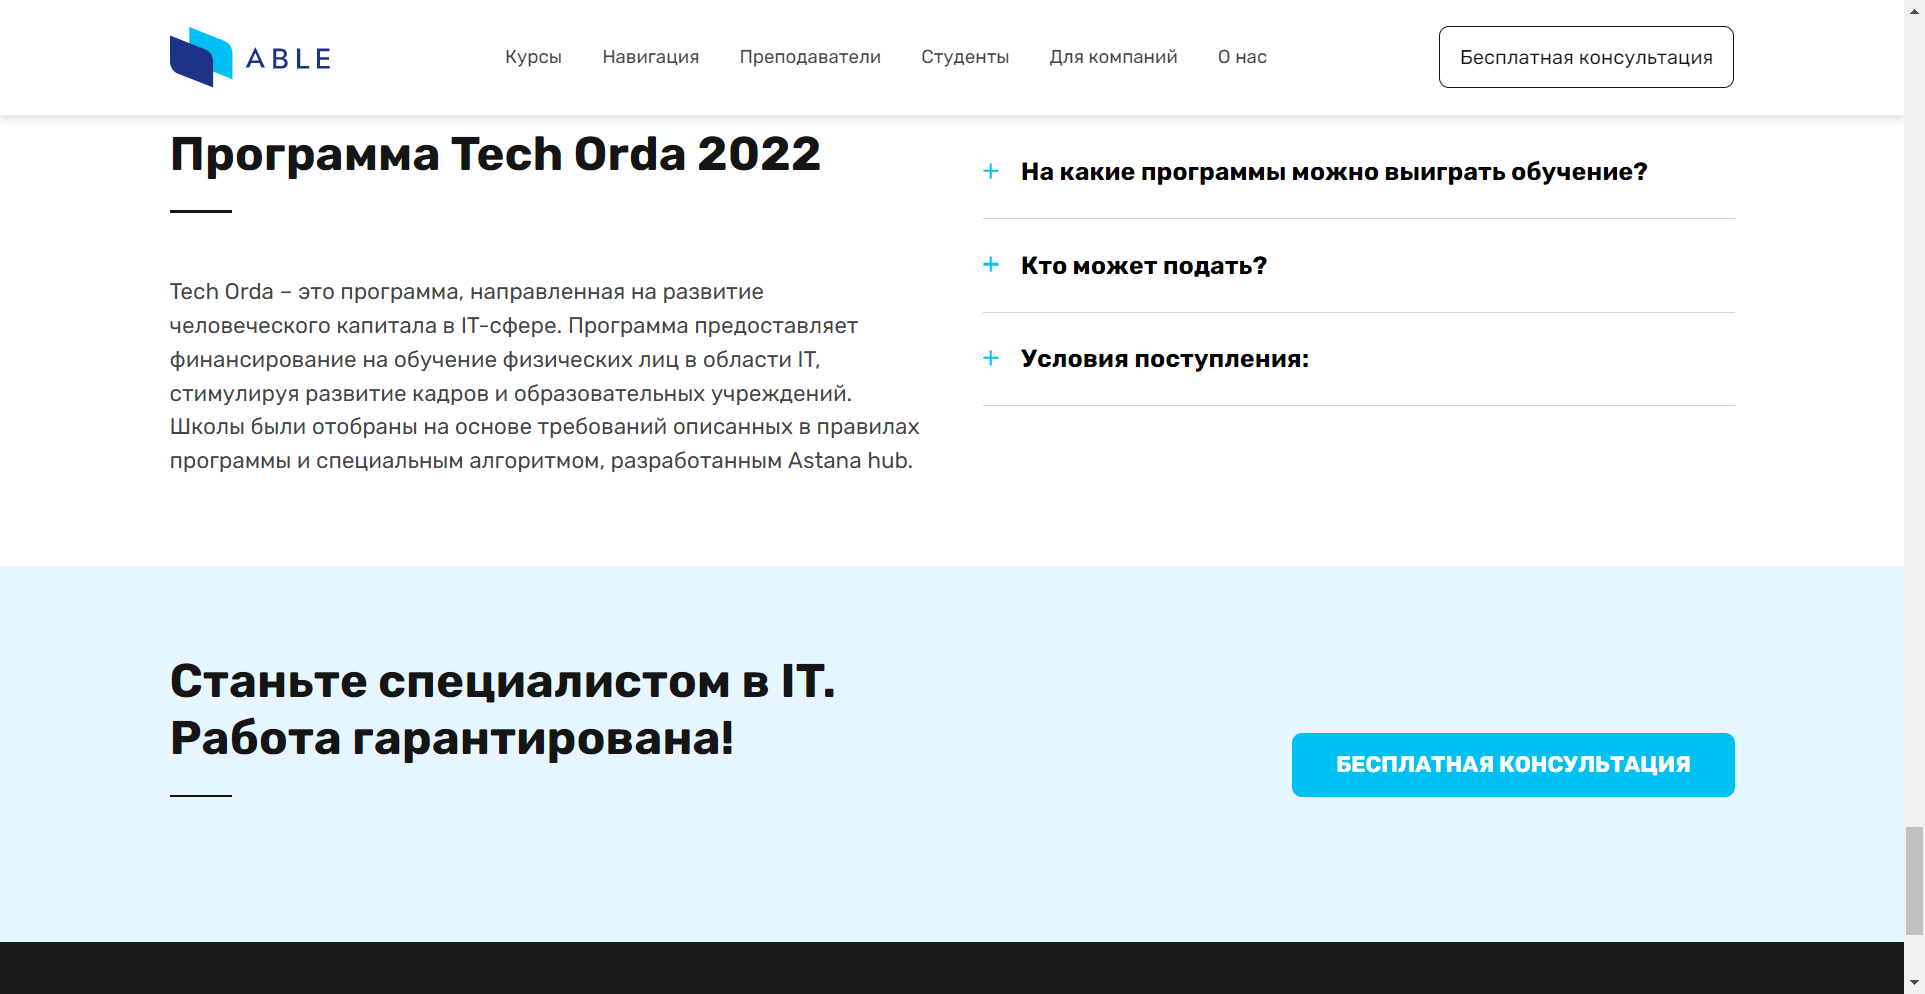 ABLE
Курсы
Навигация
Преподаватели
Студенты
Для компаний
О нас
Бесплатная консультация
Программа Tech Orda 2022
Tech Orda – это программа, направленная на развитие
человеческого капитала в IT-сфере. Программа предоставляет
финансирование на обучение физических лиц в области IT,
стимулируя развитие кадров и образовательных учреждений.
Школы были отобраны на основе требований описанных в правилах
программы и специальным алгоритмом, разработанным Astana hub.
+ На какие программы можно выиграть обучение?
+ Кто может подать?
+ Условия поступления:
Станьте специалистом в IT.
Работа гарантирована!
БЕСПЛАТНАЯ КОНСУЛЬТАЦИЯ